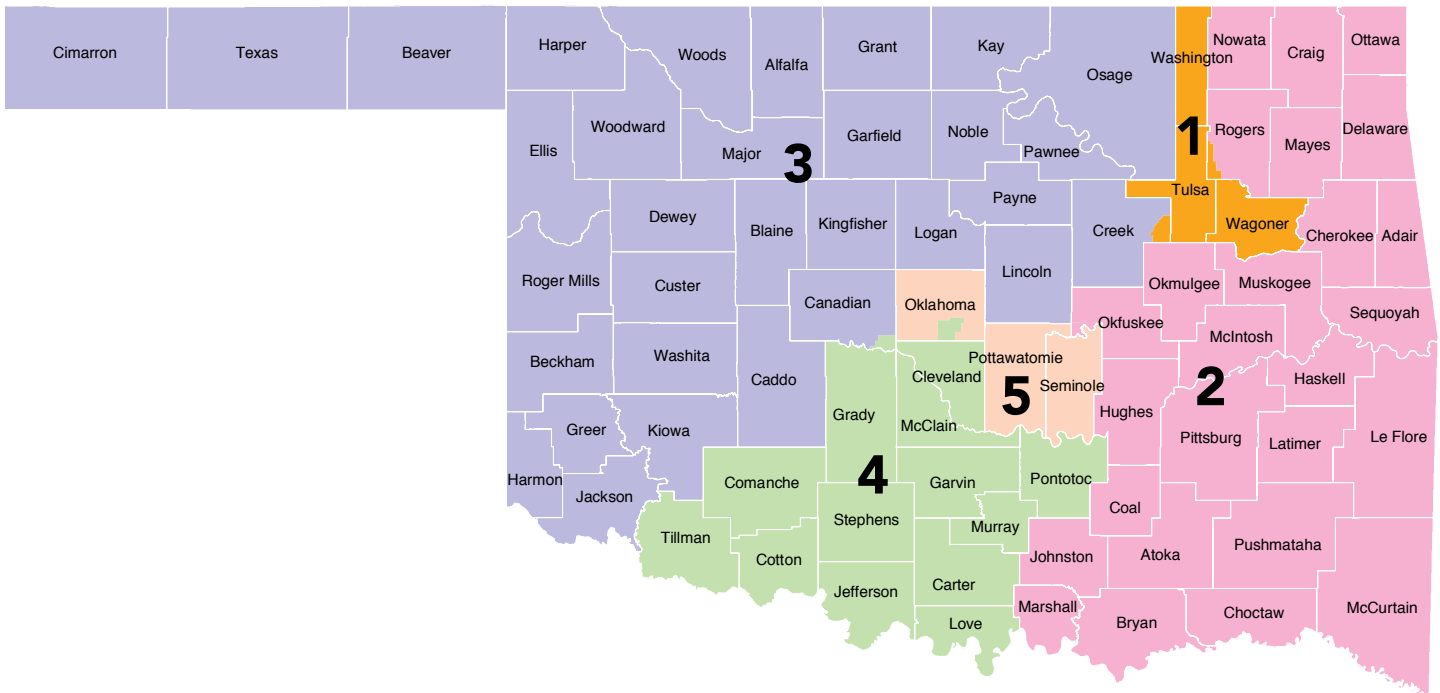 Cimarron
Texas
Beaver
Harper
Woods
Alfalfa
Grant
Kay
Osage
Washington
Nowata
Craig
Ottawa
Ellis
Woodward
Major
3
Garfield
Noble
Pawnee
1
Rogers
Mayes
Delaware
Dewey
Blaine
Kingfisher
Logan
Payne
Creek
Tulsa
Wagoner
Cherokee
Adair
Roger Mills
Custer
Canadian
Oklahoma
Lincoln
Okmulgee
Muskogee
Sequoyah
Okfuskee
McIntosh
Beckham
Washita
Caddo
Cleveland
Pottawatomie
Seminole
5
2
Haskell
Greer
Kiowa
Grady
McClain
Hughes
Pittsburg
Latimer
Le Flore
Harmon
Jackson
Comanche
4
Garvin
Pontotoc
Coal
Tillman
Cotton
Stephens
Murray
Johnston
Atoka
Pushmataha
Jefferson
Carter
Love
Marshall
Bryan
Choctaw
McCurtain